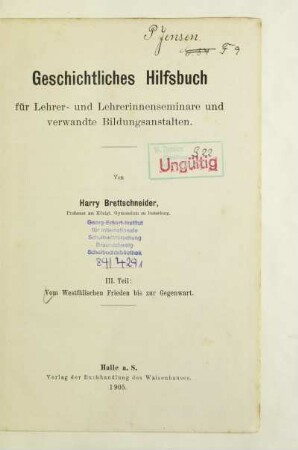 P Jensen
F 9
Geschichtliches Hilfsbuch
für Lehrer- und Lehrerinnenseminare und
verwandte Bildungsanstalten.
Ungültig
Von
Harry Brettschneider,
Professor am Königl. Gymnasium zu Insterburg.
Georg-Eckert-Institut
für internationale
Schulbuchforschung
Braunschweig
Schulbuchbibliothek
III. Teil:
Vom Westfälischen Frieden bis zur Gegenwart.
Halle a. S.
Verlag der Buchhandlung des Waisenhauses.
1905.